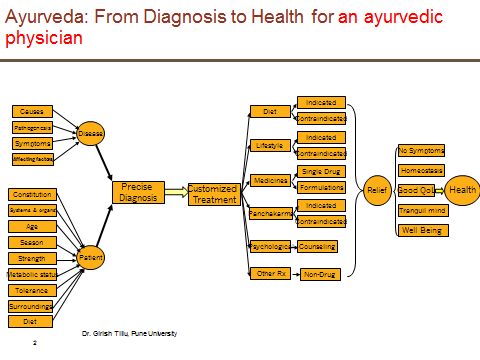 Ayurveda: From Diagnosis to Health for an ayurvedic
physician
Causes
Pathogenesis
Symptoms
Affecting factors
Disease
Constitution
Systems & organs
Age
Season
Strength
Metabolic status
Tolerance
Surroundings
Diet
Patient
Precise
Diagnosis
Customized
Treatment
Diet
Indicated
Contraindicated
Lifestyle
Indicated
Contraindicated
Medicines
Single Drug
Formulations
Panchakarma
Indicated
Contraindicated
Psychological
Counseling
Other Rx
Non-Drug
Relief
No Symptoms
Homeostasis
Good QoL
Tranquil mind
Well Being
Health
Dr. Girish Tillu, Pune University
2